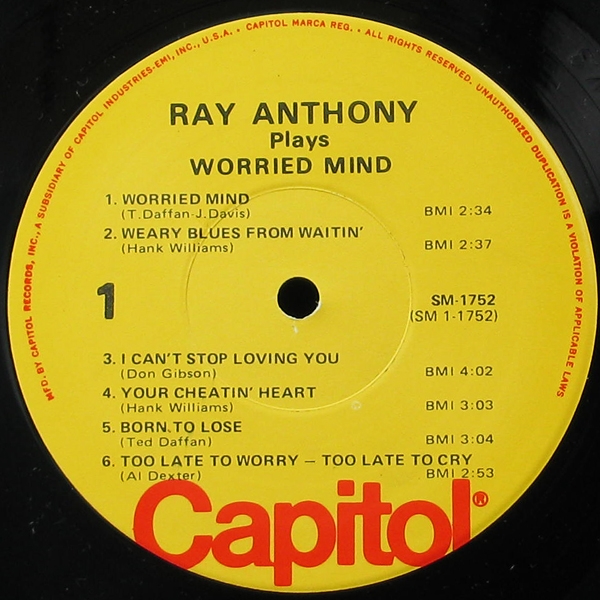 MFD. BY CAPITOL RECORDS, INC., A SUBSIDIARY OF CAPITOL INDUSTRIES-EMI, INC., U.S.A. • CAPITOL MARCA REG. • ALL RIGHTS RESERVED. UNAUTHORIZED DUPLICATION IS A VIOLATION OF APPLICABLE LAWS
RAY ANTHONY
Plays
WORRIED MIND
1. WORRIED MIND
(T.Daffan-J.Davis) BMI 2:34
2. WEARY BLUES FROM WAITIN'
(Hank Williams) BMI 2:37
1
SM-1752
(SM 1-1752)
3. I CAN'T STOP LOVING YOU
(Don Gibson) BMI 4:02
4. YOUR CHEATIN' HEART
(Hank Williams) BMI 3:03
5. BORN TO LOSE
(Ted Daffan) BMI 3:04
6. TOO LATE TO WORRY – TOO LATE TO CRY
(Al Dexter) BMI 2:53
Capitol®